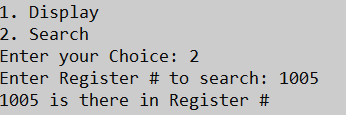 1. Display
2. Search
Enter your Choice: 2
Enter Register # to search: 1005
1005 is there in Register #